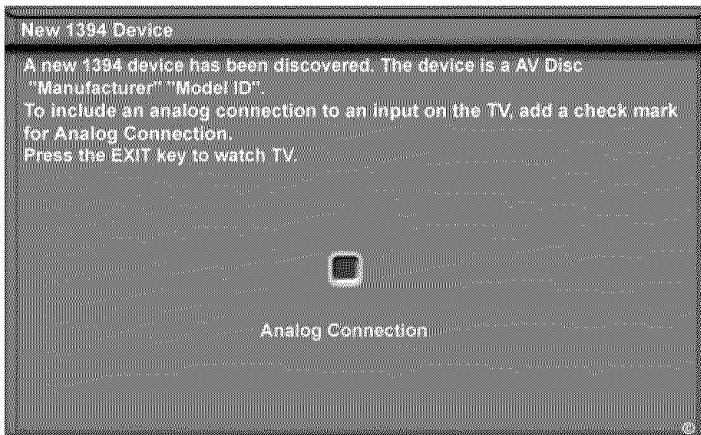 New 1394 Device
A new 1394 device has been discovered. The device is a AV Disc
"Manufacturer" "Model ID".
To include an analog connection to an input on the TV, add a check mark
for Analog Connection.
Press the EXIT key to watch TV.
Analog Connection